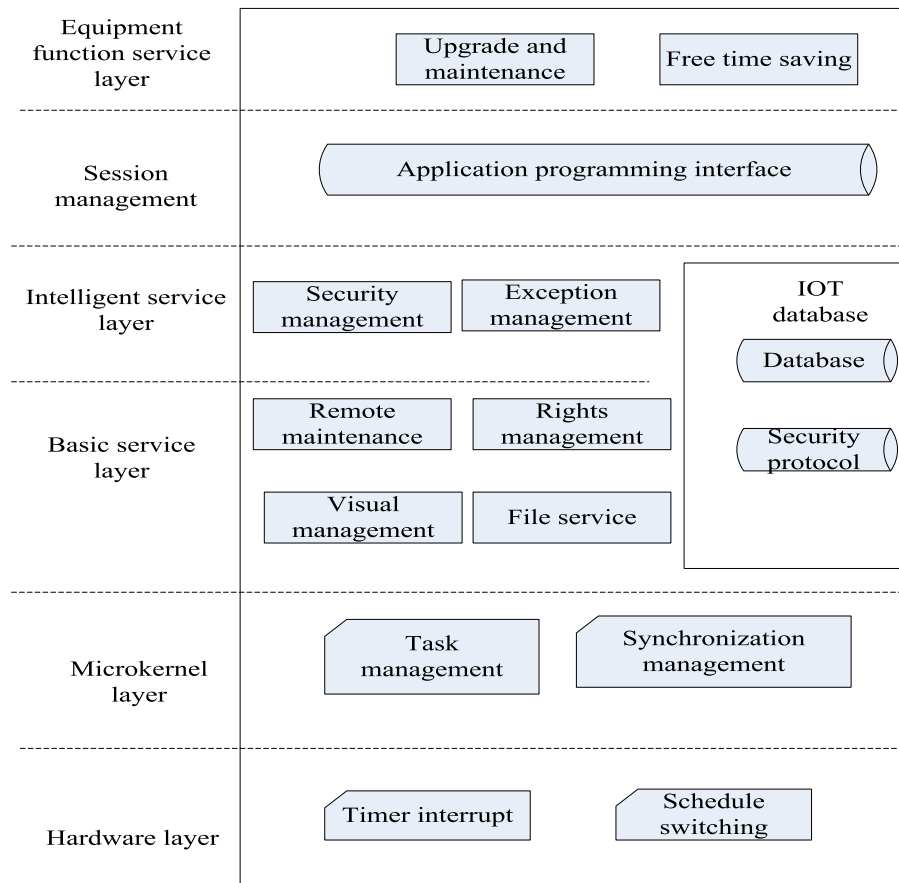 Equipment
function service
layer
Upgrade and
maintenance
Free time saving
Session
management
Application programming interface
Intelligent service
layer
Security
management
Exception
management
IOT
database
Database
Security
protocol
Basic service
layer
Remote
maintenance
Rights
management
Visual
management
File service
Microkernel
layer
Task
management
Synchronization
management
Hardware layer
Timer interrupt
Schedule
switching